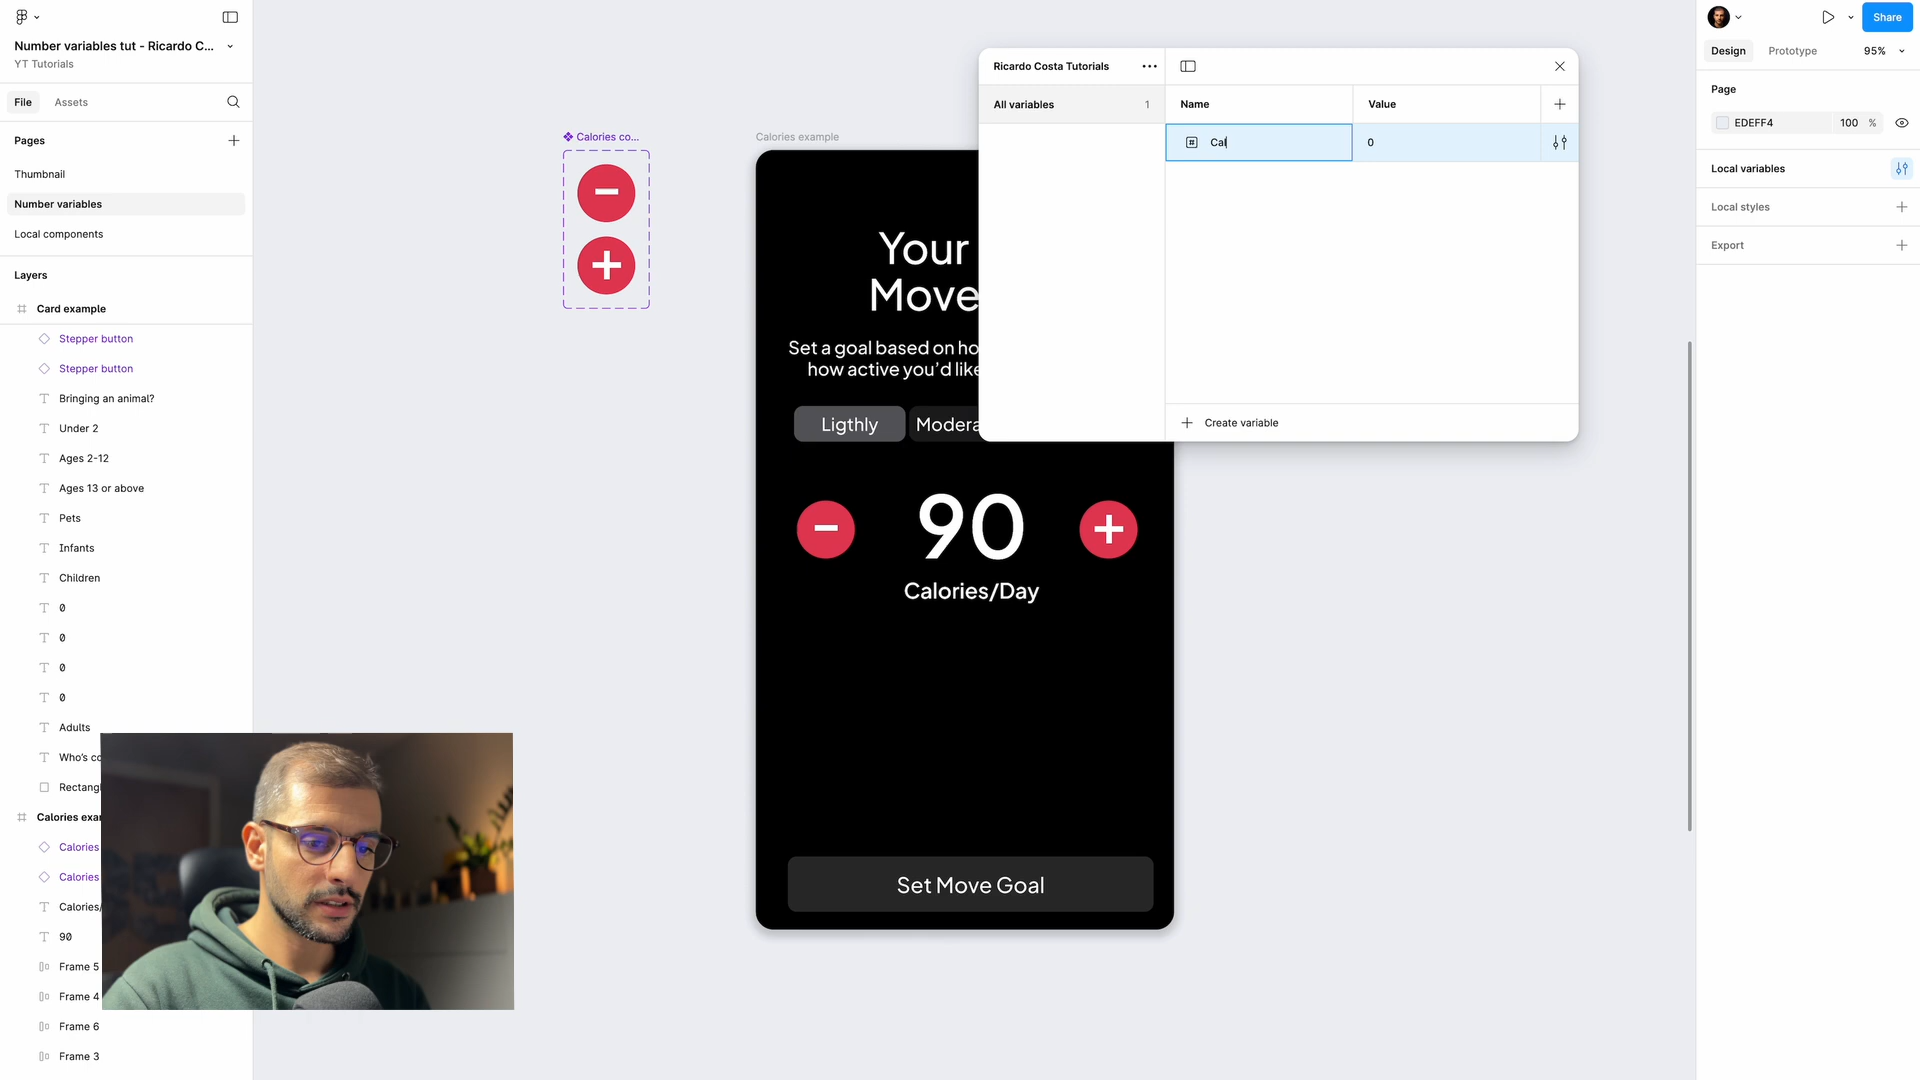 Number variables tut - Ricardo C...
YT Tutorials
File
Assets
Pages
Thumbnail
Number variables
Local components
Layers
Card example
Stepper button
Stepper button
Bringing an animal?
Under 2
Ages 2-12
Ages 13 or above
Pets
Infants
Children
0
0
0
0
Adults
Who's co
Rectang
Calories exa
Calories
Calories
Calories/
90
Frame 5
Frame 4
Frame 6
Frame 3
Calories co...
Calories example
Your
Move
Set a goal based on ho
how active you'd like
Ligthly
Modera
90
Calories/Day
Set Move Goal
Ricardo Costa Tutorials
All variables 1
Name
Value
Cal
0
Create variable
Share
Design
Prototype
95%
Page
EDEFF4
100 %
Local variables
Local styles
Export